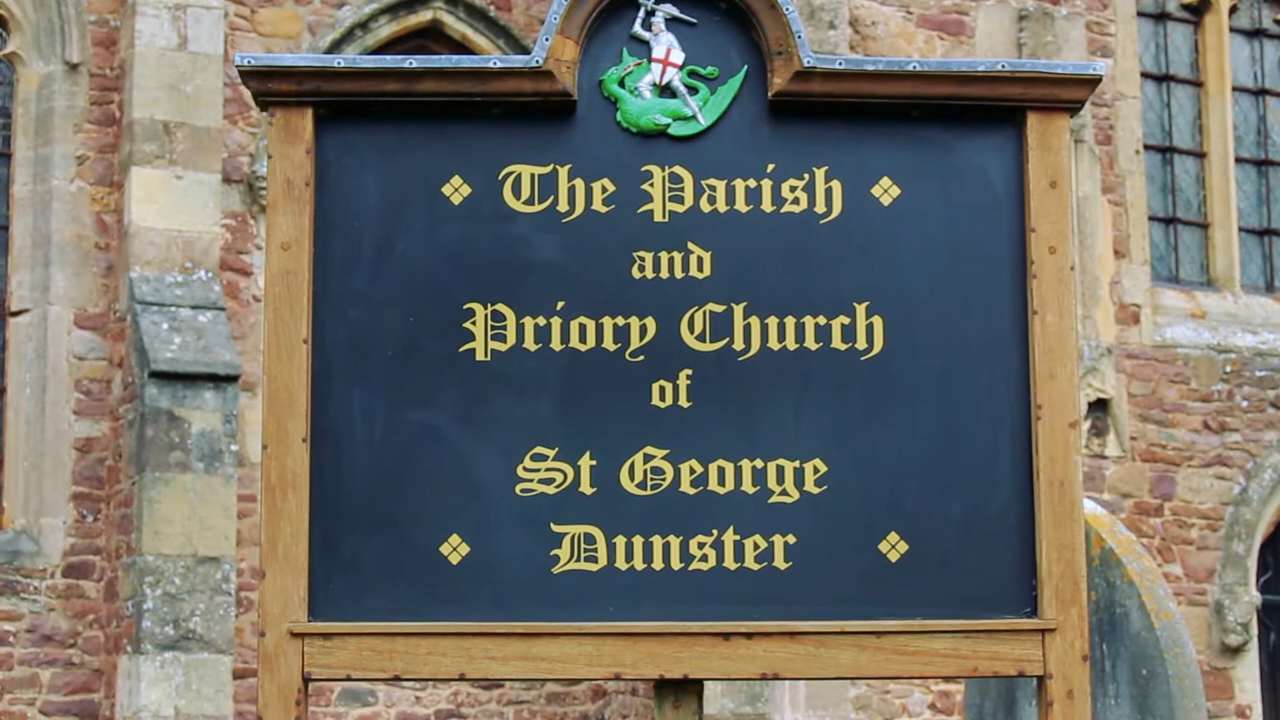 The Parish
and
Priory Church
of
St George
Dunster